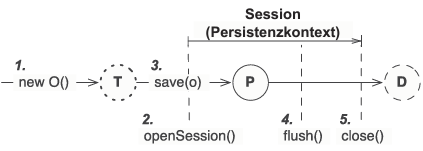 Session
(Persistenzkontext)
1.
new O()
T
3.
save(o)
P
D
2.
openSession()
4.
flush()
5.
close()